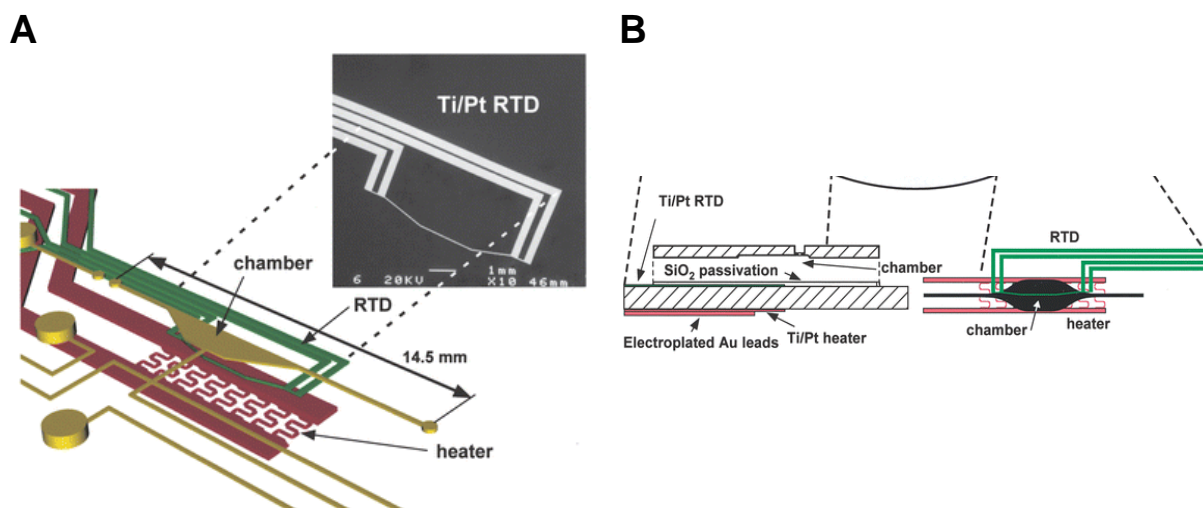 A
B
Ti/Pt RTD
6 20KV 1mm
X10 46mm
chamber
RTD
14.5 mm
heater
Ti/Pt RTD
chamber
SiO₂ passivation
Electroplated Au leads
Ti/Pt heater
RTD
chamber
heater